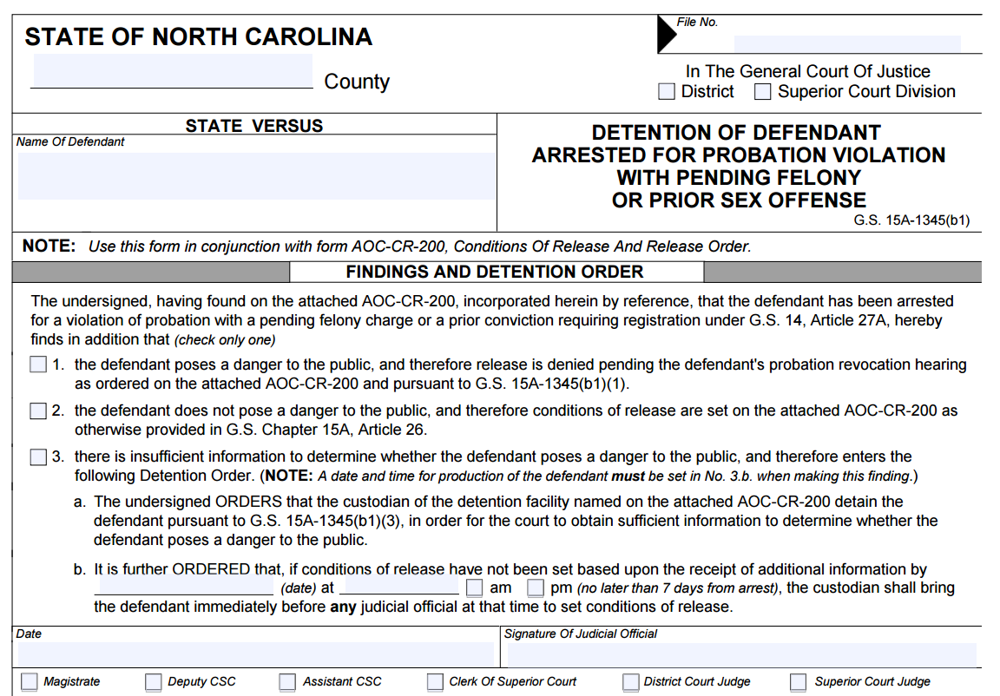 STATE OF NORTH CAROLINA
File No.
County
In The General Court Of Justice
District Superior Court Division
STATE VERSUS
Name Of Defendant
DETENTION OF DEFENDANT
ARRESTED FOR PROBATION VIOLATION
WITH PENDING FELONY
OR PRIOR SEX OFFENSE
G.S. 15A-1345(b1)
NOTE: Use this form in conjunction with form AOC-CR-200, Conditions Of Release And Release Order.
FINDINGS AND DETENTION ORDER
The undersigned, having found on the attached AOC-CR-200, incorporated herein by reference, that the defendant has been arrested
for a violation of probation with a pending felony charge or a prior conviction requiring registration under G.S. 14, Article 27A, hereby
finds in addition that (check only one)
1. the defendant poses a danger to the public, and therefore release is denied pending the defendant's probation revocation hearing
as ordered on the attached AOC-CR-200 and pursuant to G.S. 15A-1345(b1)(1).
2. the defendant does not pose a danger to the public, and therefore conditions of release are set on the attached AOC-CR-200 as
otherwise provided in G.S. Chapter 15A, Article 26.
3. there is insufficient information to determine whether the defendant poses a danger to the public, and therefore enters the
following Detention Order. (NOTE: A date and time for production of the defendant must be set in No. 3.b. when making this finding.)
a. The undersigned ORDERS that the custodian of the detention facility named on the attached AOC-CR-200 detain the
defendant pursuant to G.S. 15A-1345(b1)(3), in order for the court to obtain sufficient information to determine whether the
defendant poses a danger to the public.
b. It is further ORDERED that, if conditions of release have not been set based upon the receipt of additional information by
(date) at am pm (no later than 7 days from arrest), the custodian shall bring
the defendant immediately before any judicial official at that time to set conditions of release.
Date
Signature Of Judicial Official
Magistrate Deputy CSC Assistant CSC Clerk Of Superior Court District Court Judge Superior Court Judge